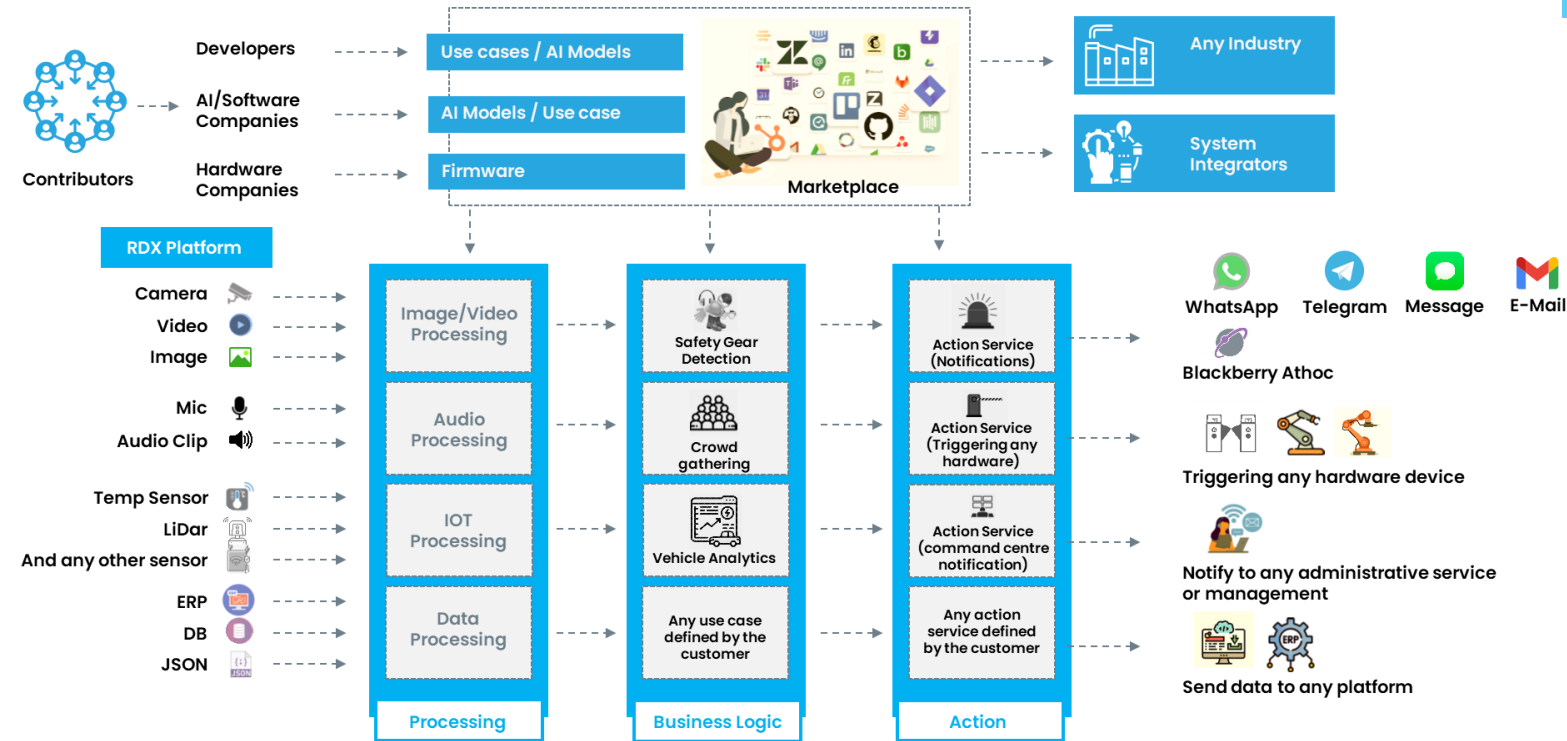 Developers
Use cases / AI Models
Any Industry
AI/Software
Companies
AI Models / Use case
Contributors
Hardware
Companies
Firmware
Marketplace
System
Integrators
RDX Platform
Camera
Video
Image
Mic
Audio Clip
Temp Sensor
LiDar
And any other sensor
ERP
DB
JSON
JSON
Image/Video
Processing
Audio
Processing
IOT
Processing
Data
Processing
Processing
Safety Gear
Detection
Crowd
gathering
Vehicle Analytics
Any use case
defined by the
customer
Business Logic
Action Service
(Notifications)
Action Service
(Triggering any
hardware)
Action Service
(command centre
notification)
Any action
service defined
by the customer
Action
WhatsApp
Telegram
Message
E-Mail
Blackberry Athoc
Triggering any hardware device
Notify to any administrative service
or management
ERP
Send data to any platform